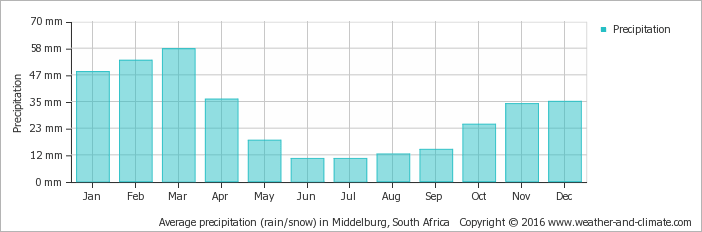 70 mm
58 mm
47 mm
35 mm
23 mm
12 mm
0 mm
Precipitation
Jan Feb Mar Apr May Jun Jul Aug Sep Oct Nov Dec
Precipitation
Average precipitation (rain/snow) in Middelburg, South Africa Copyright © 2016 www.weather-and-climate.com